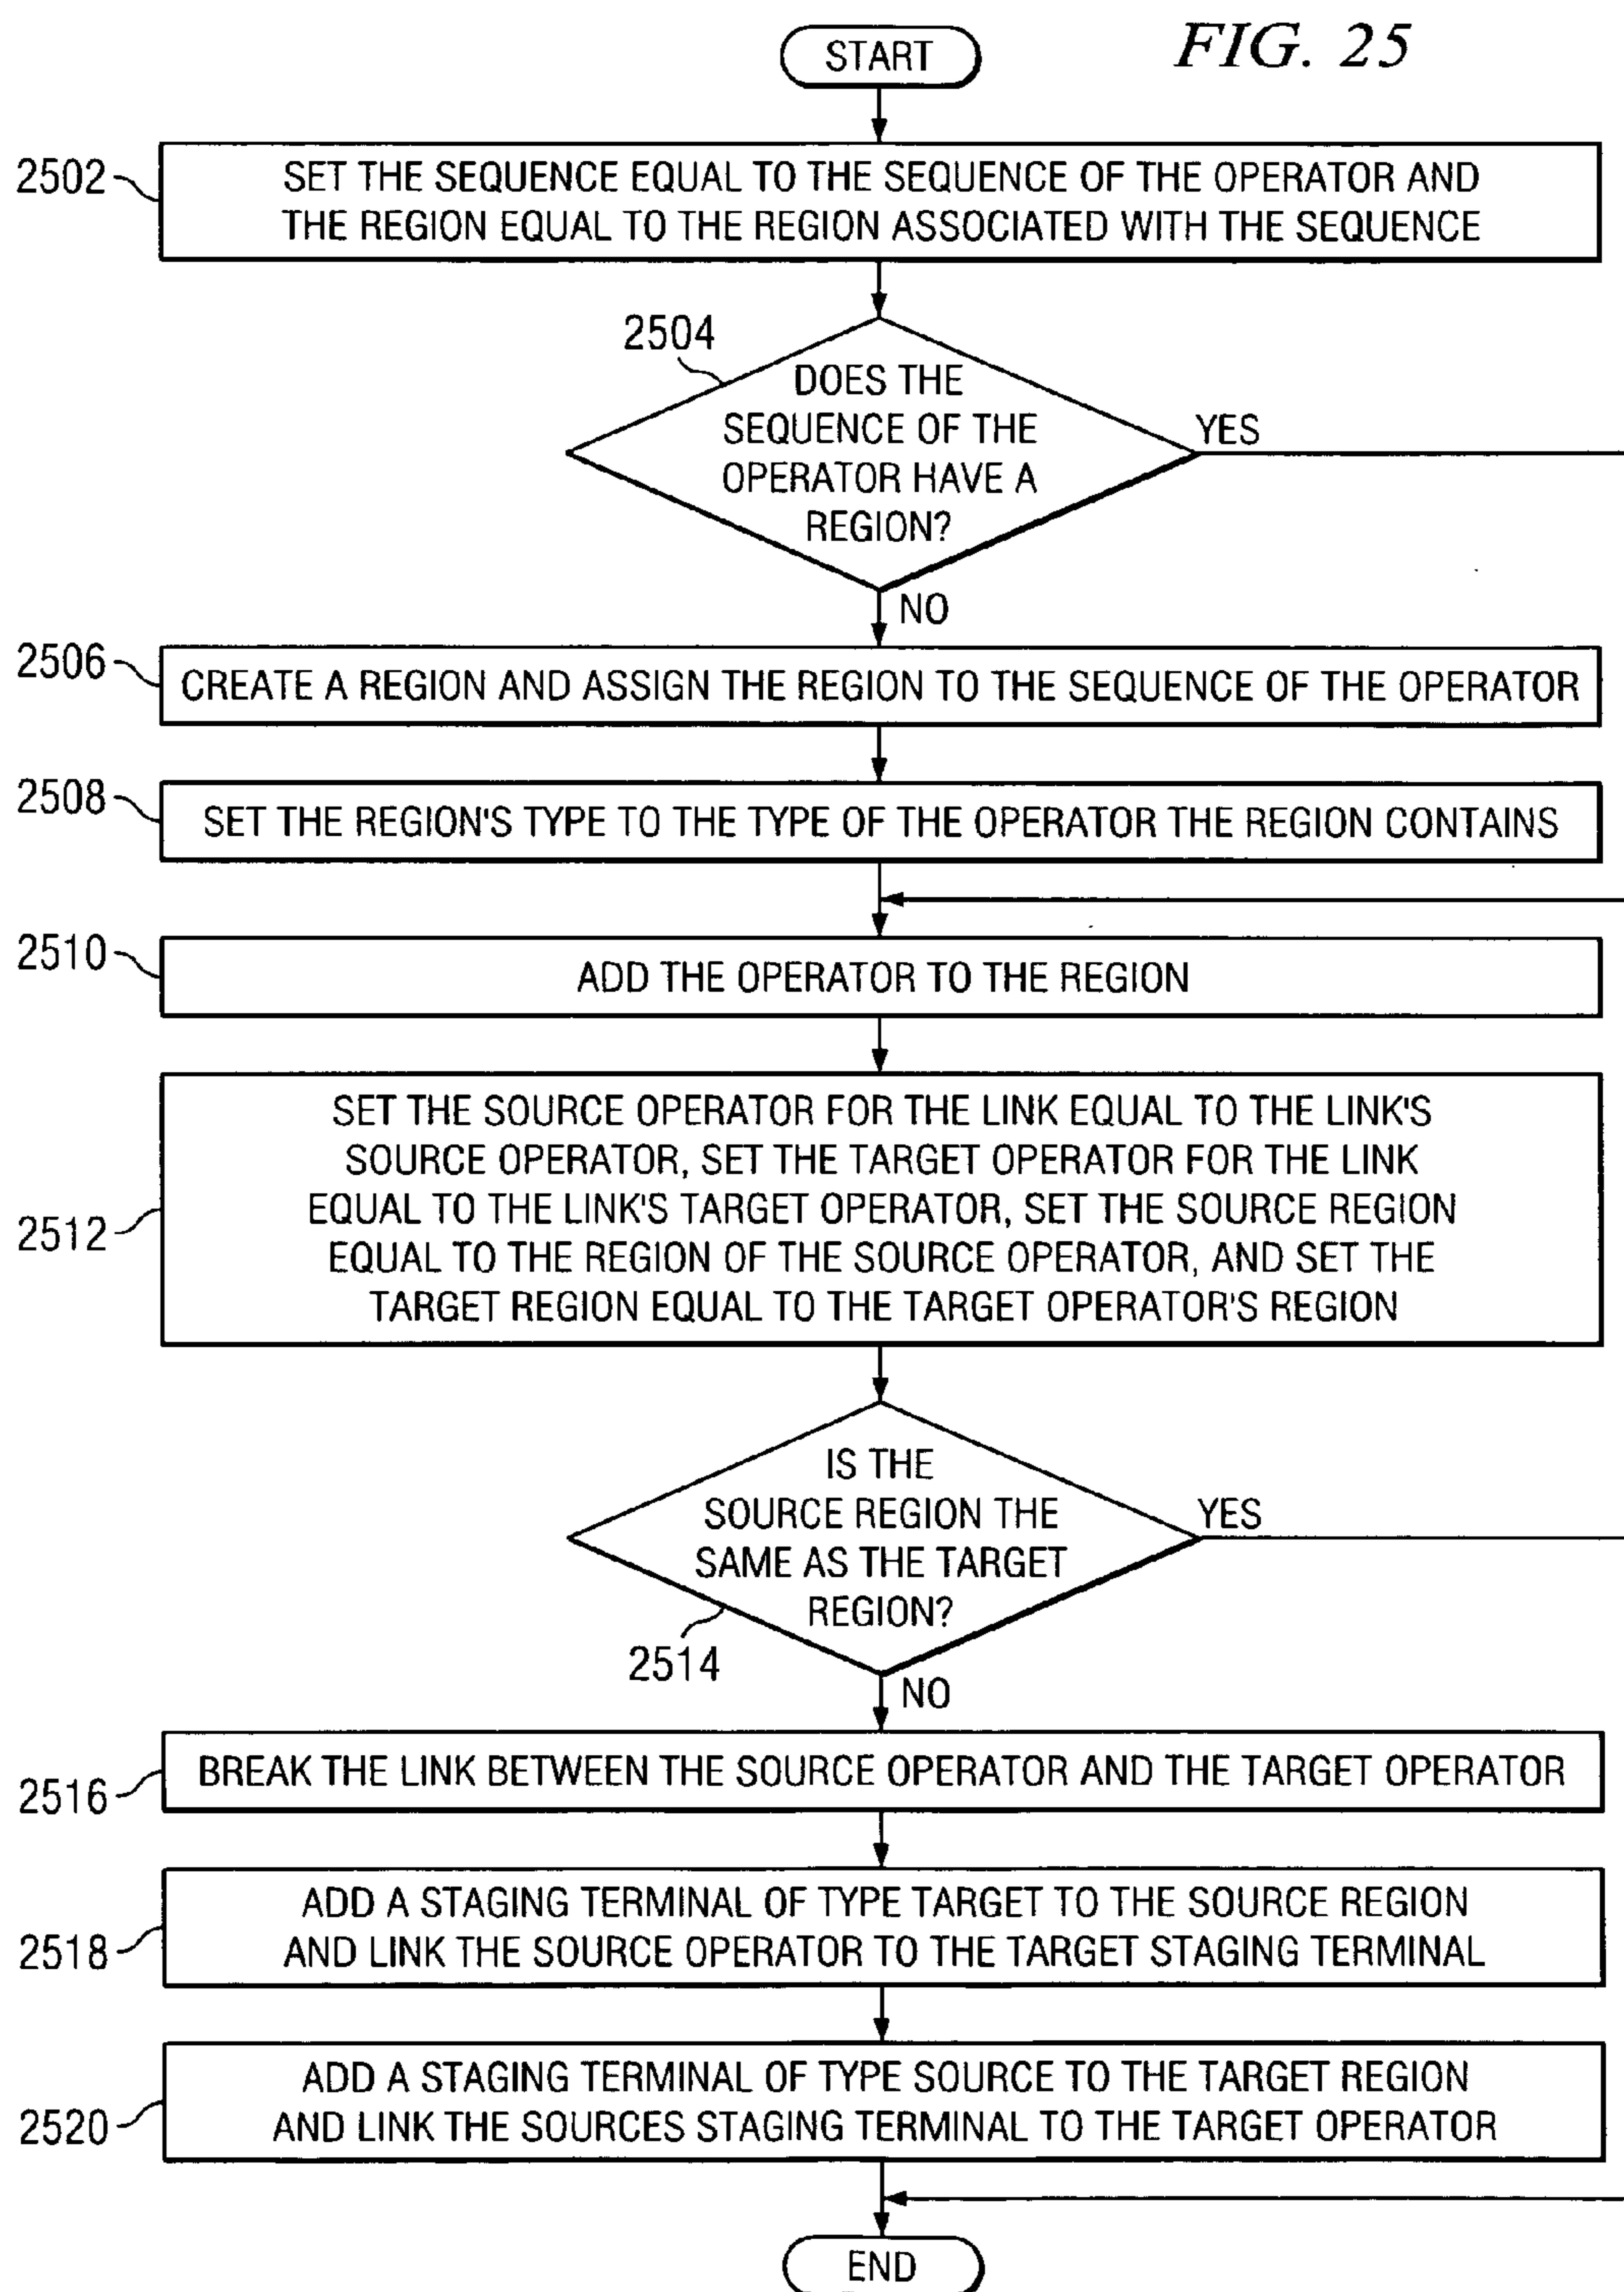 FIG. 25
START
2502
SET THE SEQUENCE EQUAL TO THE SEQUENCE OF THE OPERATOR AND
THE REGION EQUAL TO THE REGION ASSOCIATED WITH THE SEQUENCE
2504
DOES THE
SEQUENCE OF THE
OPERATOR HAVE A
REGION?
YES
NO
2506
CREATE A REGION AND ASSIGN THE REGION TO THE SEQUENCE OF THE OPERATOR
2508
SET THE REGION'S TYPE TO THE TYPE OF THE OPERATOR THE REGION CONTAINS
2510
ADD THE OPERATOR TO THE REGION
2512
SET THE SOURCE OPERATOR FOR THE LINK EQUAL TO THE LINK'S
SOURCE OPERATOR, SET THE TARGET OPERATOR FOR THE LINK
EQUAL TO THE LINK'S TARGET OPERATOR, SET THE SOURCE REGION
EQUAL TO THE REGION OF THE SOURCE OPERATOR, AND SET THE
TARGET REGION EQUAL TO THE TARGET OPERATOR'S REGION
IS THE
SOURCE REGION THE
SAME AS THE TARGET
REGION?
YES
2514
NO
2516
BREAK THE LINK BETWEEN THE SOURCE OPERATOR AND THE TARGET OPERATOR
2518
ADD A STAGING TERMINAL OF TYPE TARGET TO THE SOURCE REGION
AND LINK THE SOURCE OPERATOR TO THE TARGET STAGING TERMINAL
2520
ADD A STAGING TERMINAL OF TYPE SOURCE TO THE TARGET REGION
AND LINK THE SOURCES STAGING TERMINAL TO THE TARGET OPERATOR
END